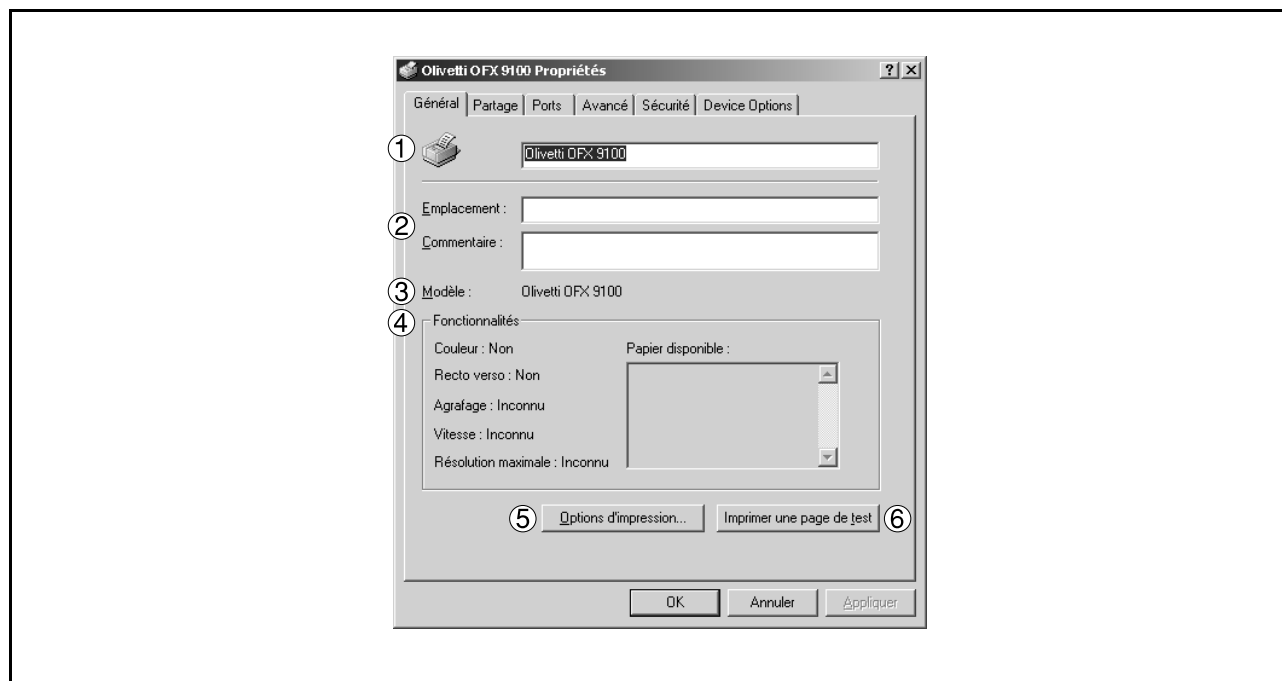 Olivetti OFX 9100 Propriétés
Général Partage Ports Avancé Sécurité Device Options
① Olivetti OFX 9100
Emplacement :
②
Commentaire :
③ Modèle : Olivetti OFX 9100
④ Fonctionnalités
Couleur : Non Papier disponible :
Recto verso : Non
Agrafage : Inconnu
Vitesse : Inconnu
Résolution maximale : Inconnu
⑤ Options d'impression... Imprimer une page de test ⑥
OK Annuler Appliquer